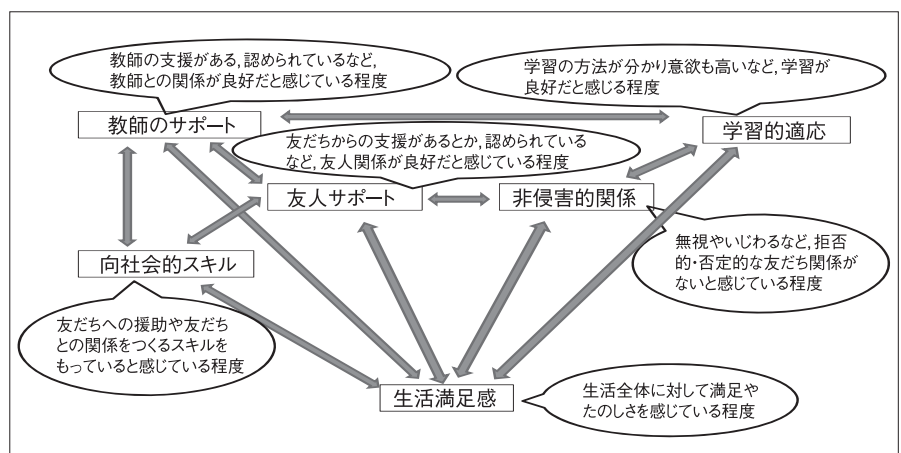 教師の支援がある，認められているなど，
教師との関係が良好だと感じている程度
学習の方法が分かり意欲も高いなど，学習が
良好だと感じる程度
教師のサポート
学習的適応
友だちからの支援があるとか，認められている
など，友人関係が良好だと感じている程度
友人サポート
非侵害的関係
無視やいじわるなど，拒否
的・否定的な友だち関係が
ないと感じている程度
向社会的スキル
友だちへの援助や友だち
との関係をつくるスキルを
もっていると感じている程度
生活満足感
生活全体に対して満足や
たのしさを感じている程度